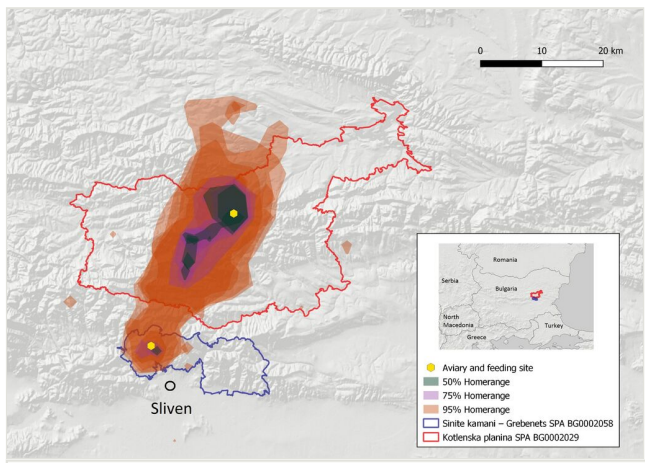 0 10 20 km
Romania
Serbia
Bulgaria
North
Macedonia
Turkey
Greece
Aviary and feeding site
50% Homerange
75% Homerange
95% Homerange
Sinite kamani – Grebenets SPA BG0002058
Kotlenska planina SPA BG0002029
Sliven